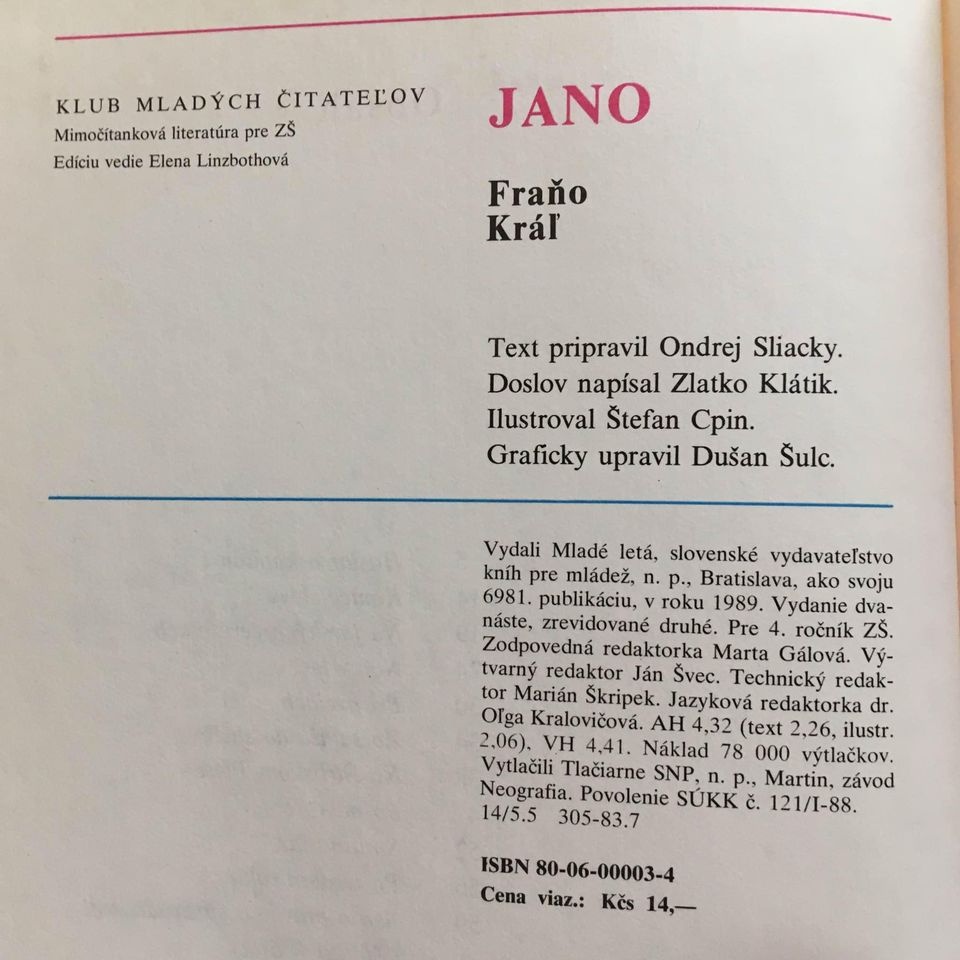 KLUB MLADÝCH ČITATEĽOV
Mimočítanková literatúra pre ZŠ
Edíciu vedie Elena Linzbothová
JANO
Fraňo
Kráľ
Text pripravil Ondrej Sliacky.
Doslov napísal Zlatko Klátik.
Ilustroval Štefan Cpin.
Graficky upravil Dušan Šulc.
Vydali Mladé letá, slovenské vydavateľstvo
kníh pre mládež, n. p., Bratislava, ako svoju
6981. publikáciu, v roku 1989. Vydanie dva-
náste, zrevidované druhé. Pre 4. ročník ZŠ.
Zodpovedná redaktorka Marta Gálová. Vý-
tvarný redaktor Ján Švec. Technický redak-
tor Marián Škripek. Jazyková redaktorka dr.
Oľga Kralovičová. AH 4,32 (text 2,26, ilustr.
2,06), VH 4,41. Náklad 78 000 výtlačkov.
Vytlačili Tlačiarne SNP, n. p., Martin, závod
Neografia. Povolenie SÚKK č. 121/I-88.
14/5.5 305-83.7
ISBN 80-06-00003-4
Cena viaz.: Kčs 14,—